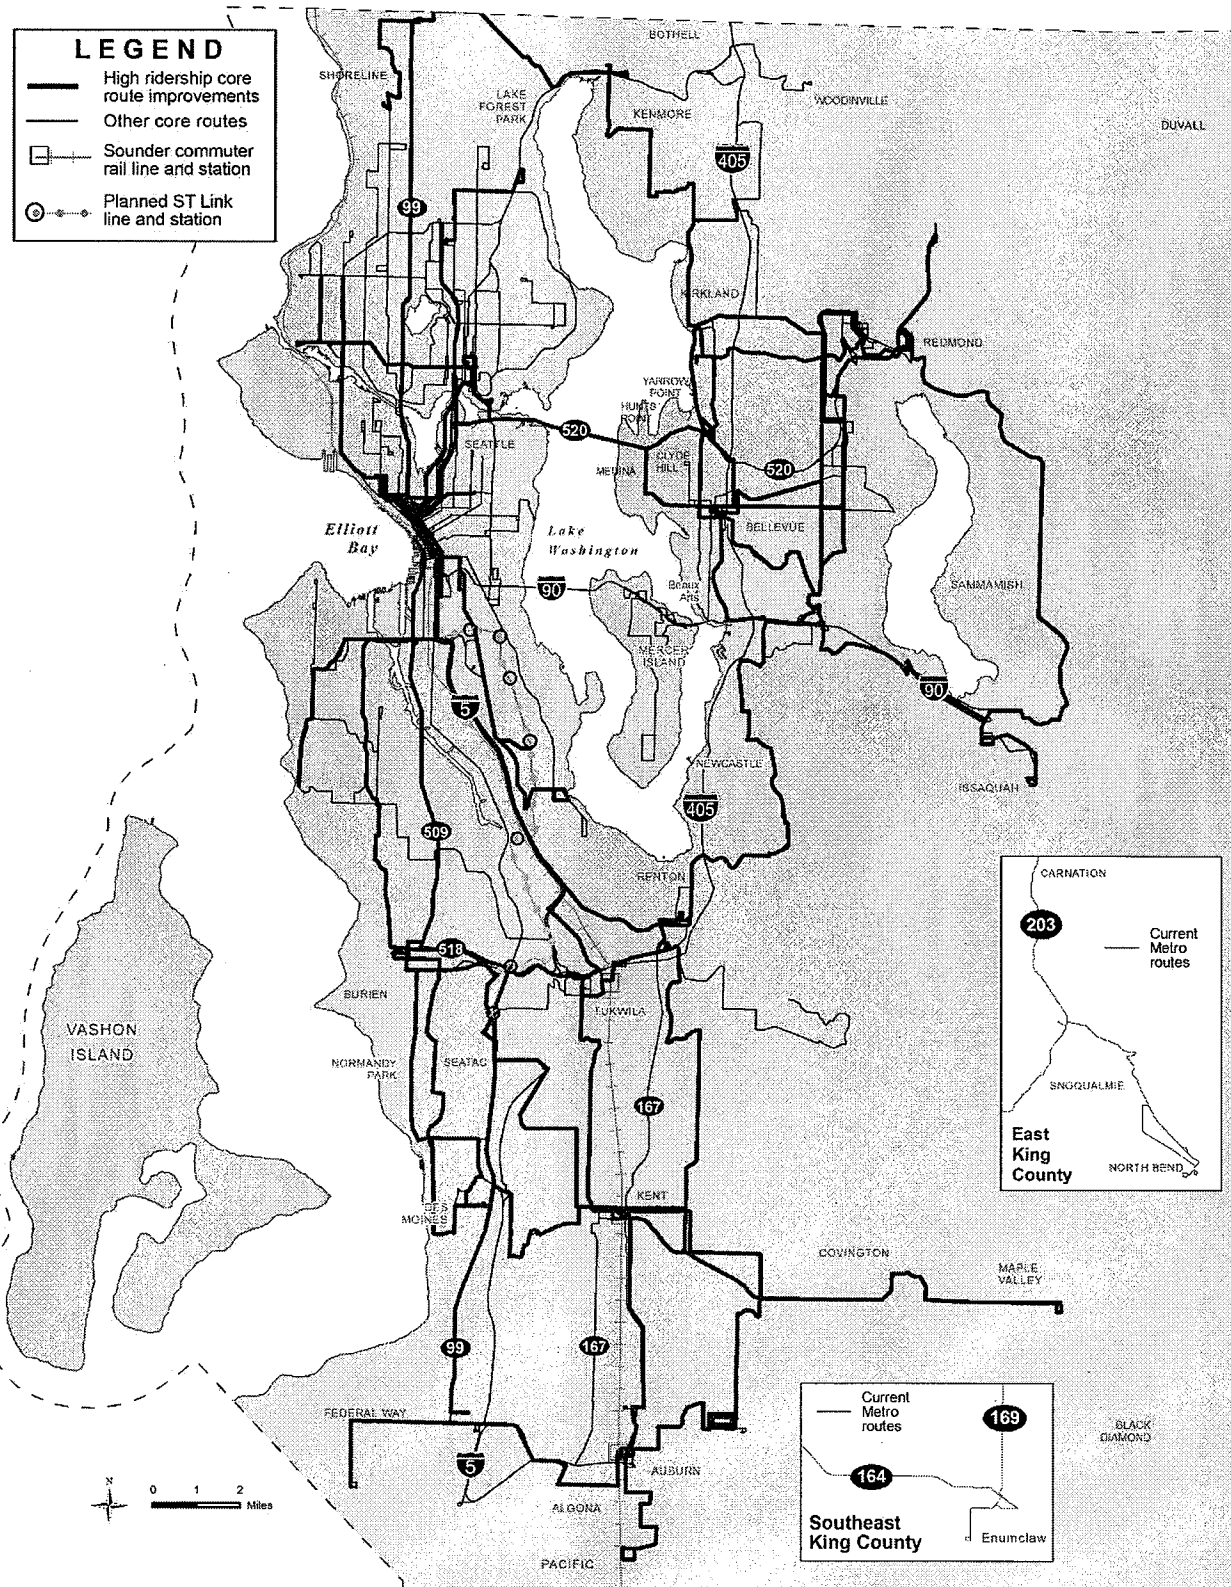 LEGEND
High ridership core
route improvements
Other core routes
Sounder commuter
rail line and station
Planned ST Link
line and station
BOTHELL
SHORELINE
LAKE
FOREST
PARK
KENMORE
WOODINVILLE
DUVALL
405
99
KIRKLAND
REDMOND
YARROW
POINT
HUNTS
POINT
520
SEATTLE
MEDINA
CLYDE
HILL
520
BELLEVUE
Elliott
Bay
Lake
Washington
90
Beaux
Arts
SAMMAMISH
MERCER
ISLAND
90
5
NEWCASTLE
ISSAQUAH
405
509
RENTON
518
BURIEN
TUKWILA
VASHON
ISLAND
NORMANDY
PARK
SEATAC
167
KENT
DES
MOINES
COVINGTON
MAPLE
VALLEY
99
167
FEDERAL WAY
5
AUBURN
BLACK
DIAMOND
ALGONA
PACIFIC
N
0 1 2
Miles
CARNATION
203
Current
Metro
routes
SNOQUALMIE
East
King
County
NORTH BEND
Current
Metro
routes
169
164
Southeast
King County
Enumclaw